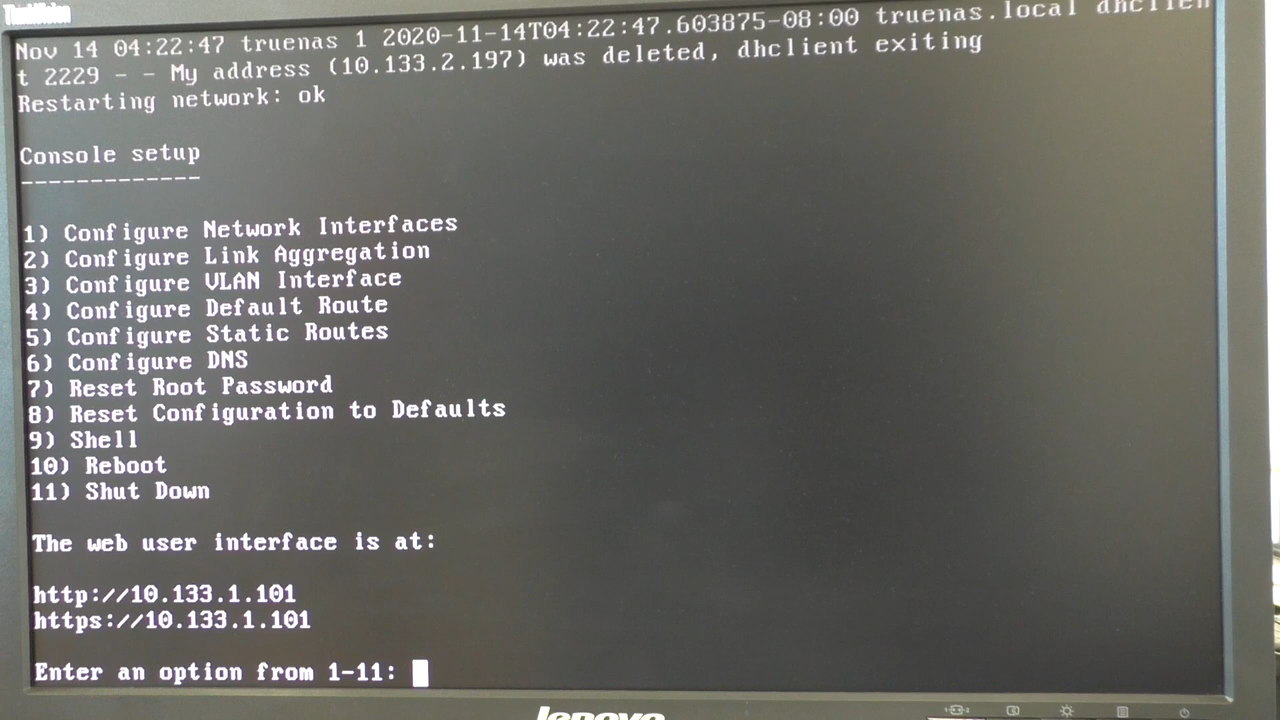 ThinkVision
Nov 14 04:22:47 truenas 1 2020-11-14T04:22:47.603875-08:00 truenas.local dhclien
t 2229 - - My address (10.133.2.197) was deleted, dhclient exiting
Restarting network: ok
Console setup
-------------
1) Configure Network Interfaces
2) Configure Link Aggregation
3) Configure VLAN Interface
4) Configure Default Route
5) Configure Static Routes
6) Configure DNS
7) Reset Root Password
8) Reset Configuration to Defaults
9) Shell
10) Reboot
11) Shut Down
The web user interface is at:
http://10.133.1.101
https://10.133.1.101
Enter an option from 1-11:
lenovo